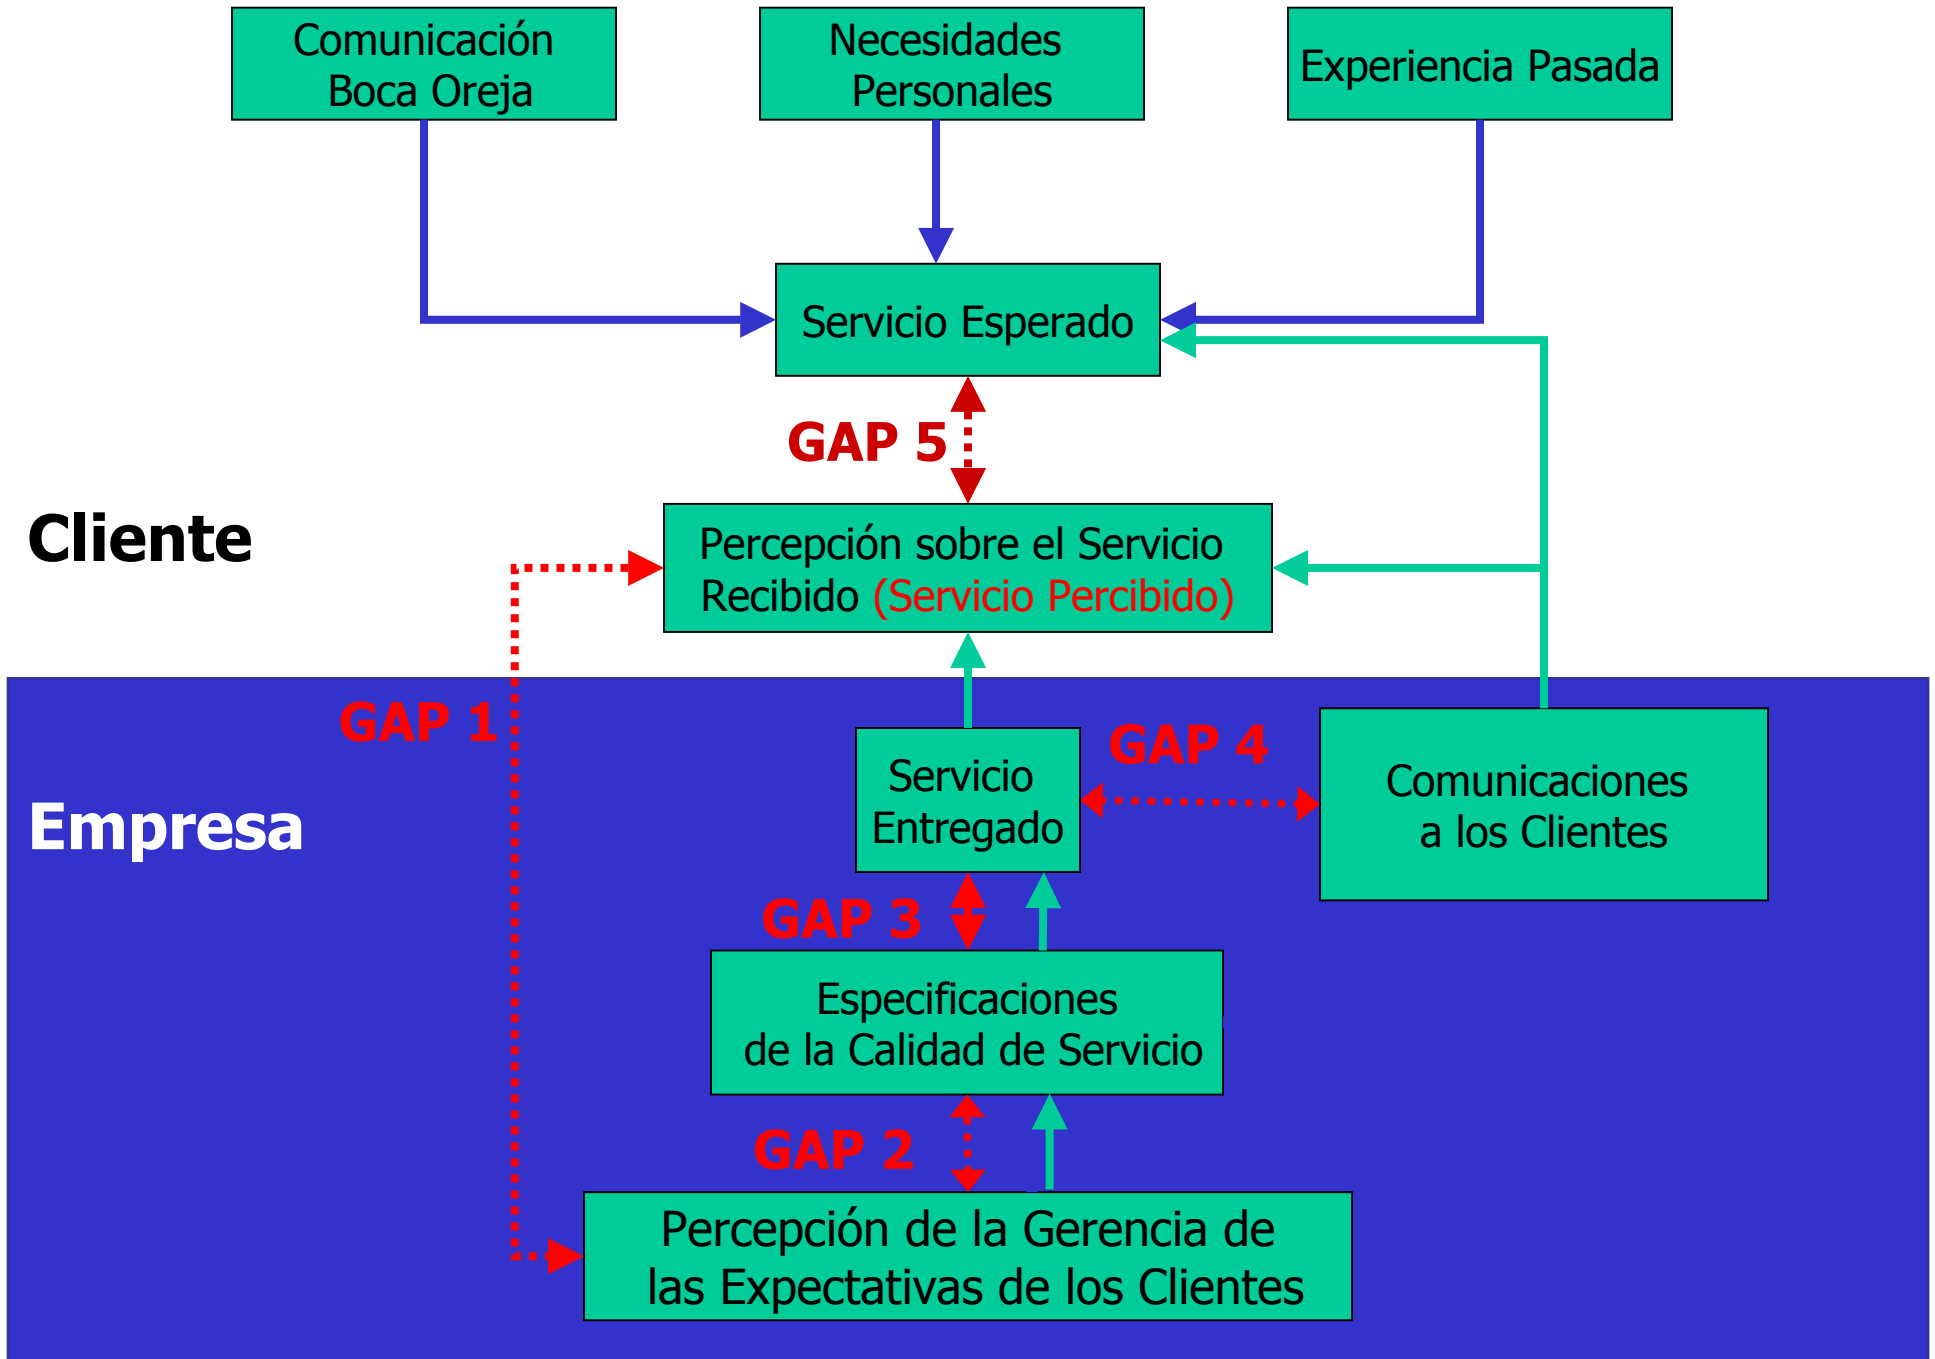 Comunicación
Boca Oreja
Necesidades
Personales
Experiencia Pasada
Servicio Esperado
GAP 5
Cliente
Percepción sobre el Servicio
Recibido (Servicio Percibido)
GAP 1
GAP 4
Servicio
Entregado
Comunicaciones
a los Clientes
Empresa
GAP 3
Especificaciones
de la Calidad de Servicio
GAP 2
Percepción de la Gerencia de
las Expectativas de los Clientes